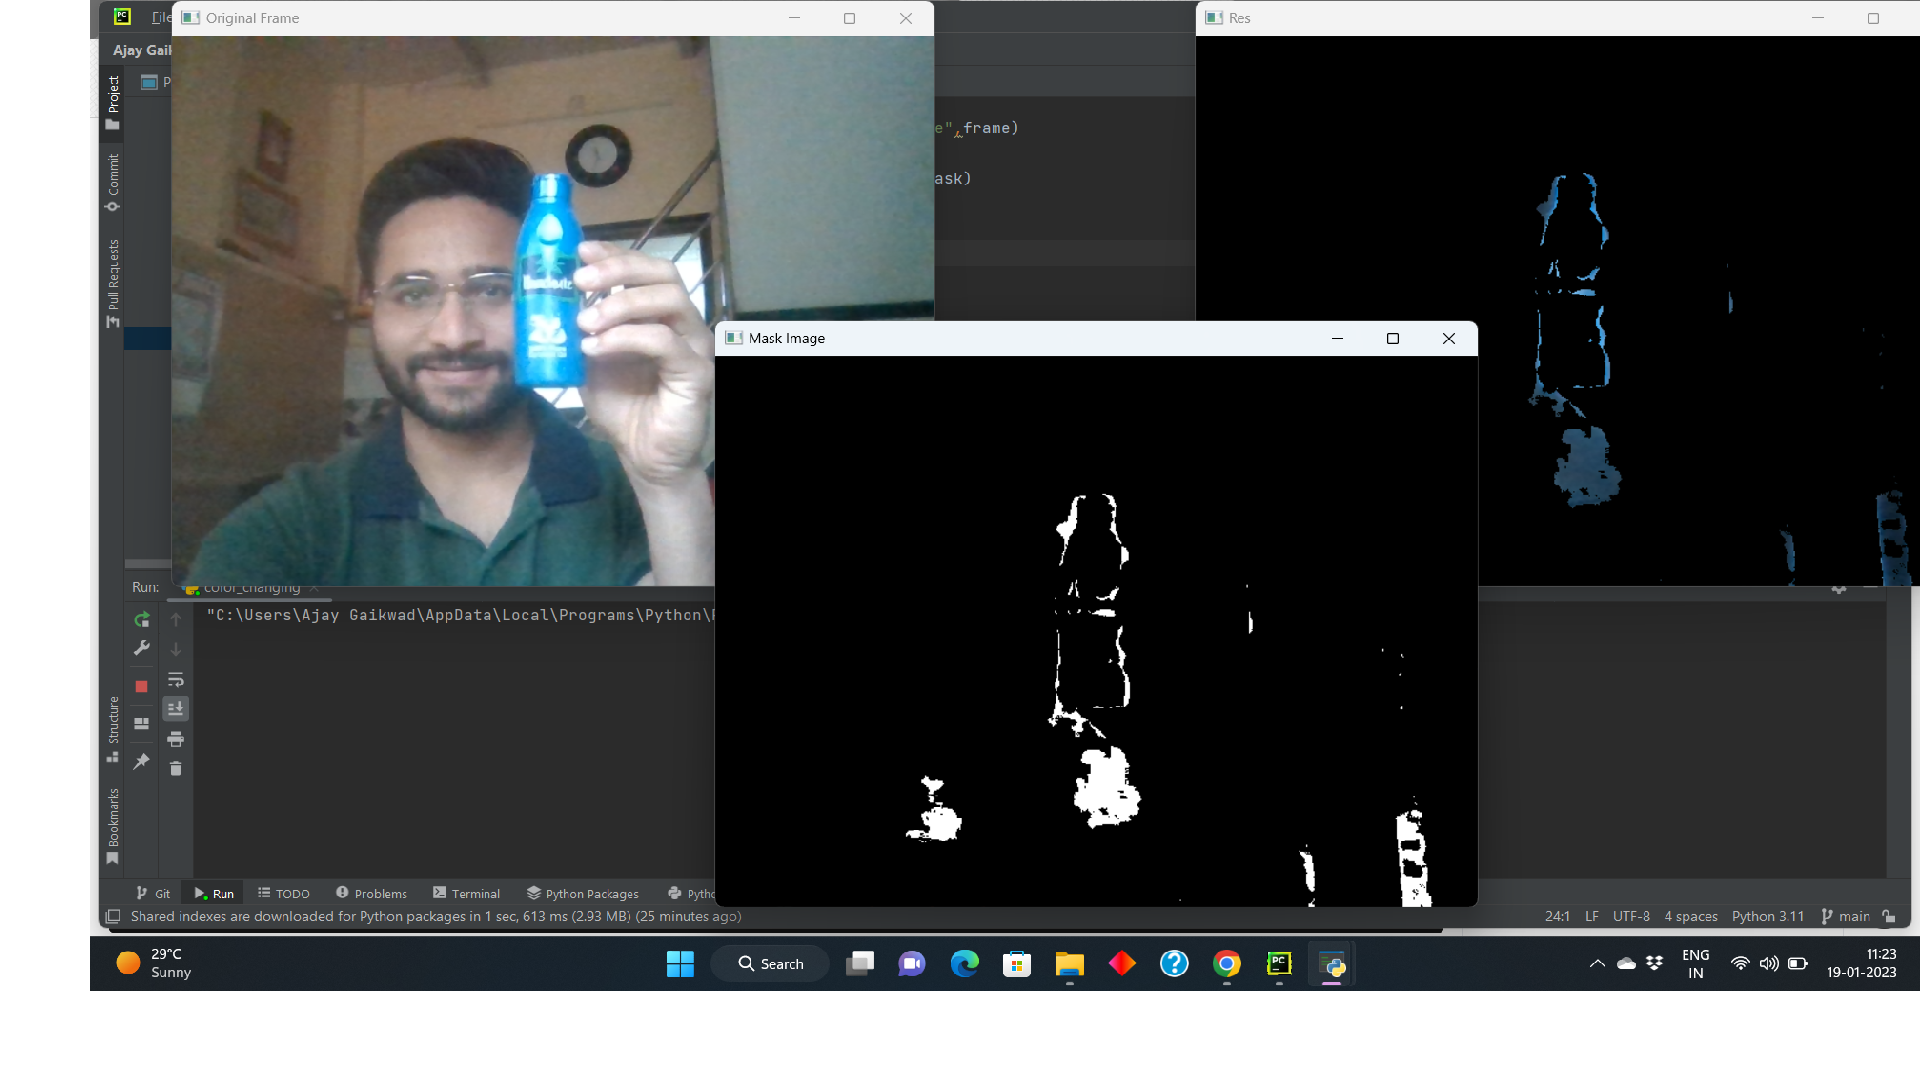 File
Original Frame
Res
Ajay Gaik
P
Project
e",frame)
Commit
ask)
Pull Requests
Mask Image
Run:
color_changing
"C:\Users\Ajay Gaikwad\AppData\Local\Programs\Python\
Structure
Bookmarks
Git
Run
TODO
Problems
Terminal
Python Packages
Pytho
Shared indexes are downloaded for Python packages in 1 sec, 613 ms (2.93 MB) (25 minutes ago)
24:1
LF
UTF-8
4 spaces
Python 3.11
main
29°C
Sunny
Search
PC
ENG
IN
11:23
19-01-2023